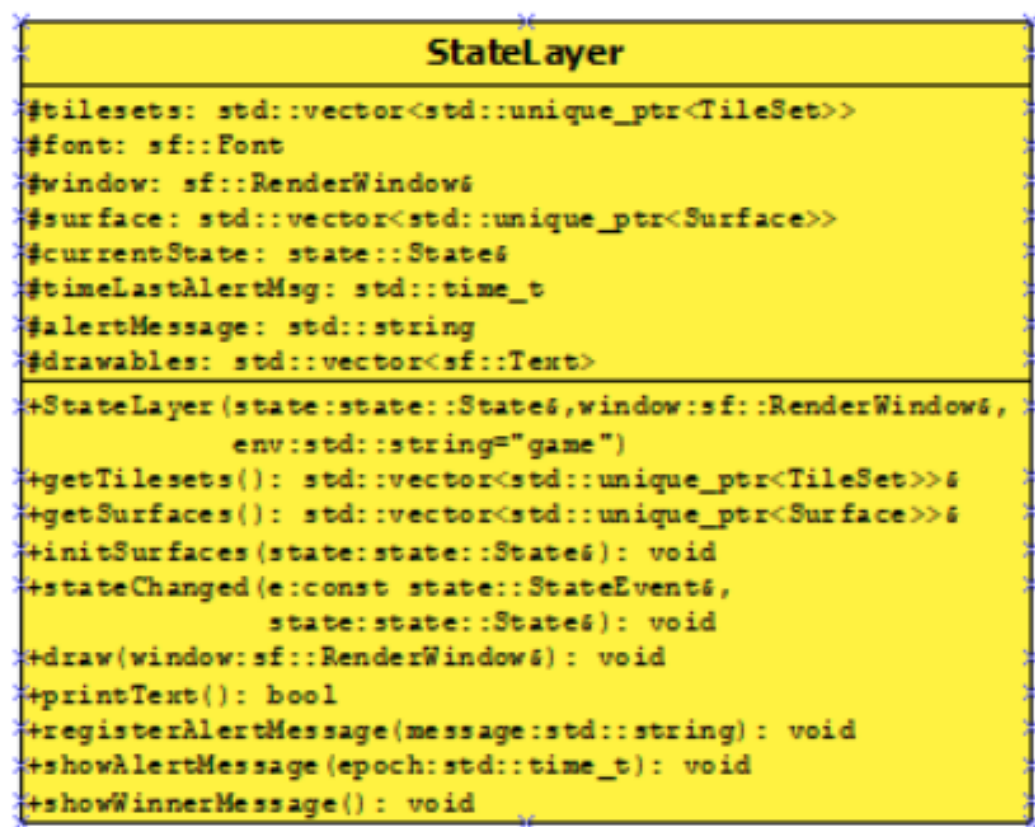 StateLayer
#tilesets: std::vector<std::unique_ptr<TileSet>>
#font: sf::Font
#window: sf::RenderWindow&
#surface: std::vector<std::unique_ptr<Surface>>
#currentState: state::State&
#timeLastAlertMsg: std::time_t
#alertMessage: std::string
#drawables: std::vector<sf::Text>
+StateLayer(state:state::State&,window:sf::RenderWindow&,
env:std::string="game")
+getTilesets(): std::vector<std::unique_ptr<TileSet>>&
+getSurfaces(): std::vector<std::unique_ptr<Surface>>&
+initSurfaces(state:state::State&): void
+stateChanged(e:const state::StateEvent&,
state:state::State&): void
+draw(window:sf::RenderWindow&): void
+printText(): bool
+registerAlertMessage(message:std::string): void
+showAlertMessage(epoch:std::time_t): void
+showWinnerMessage(): void